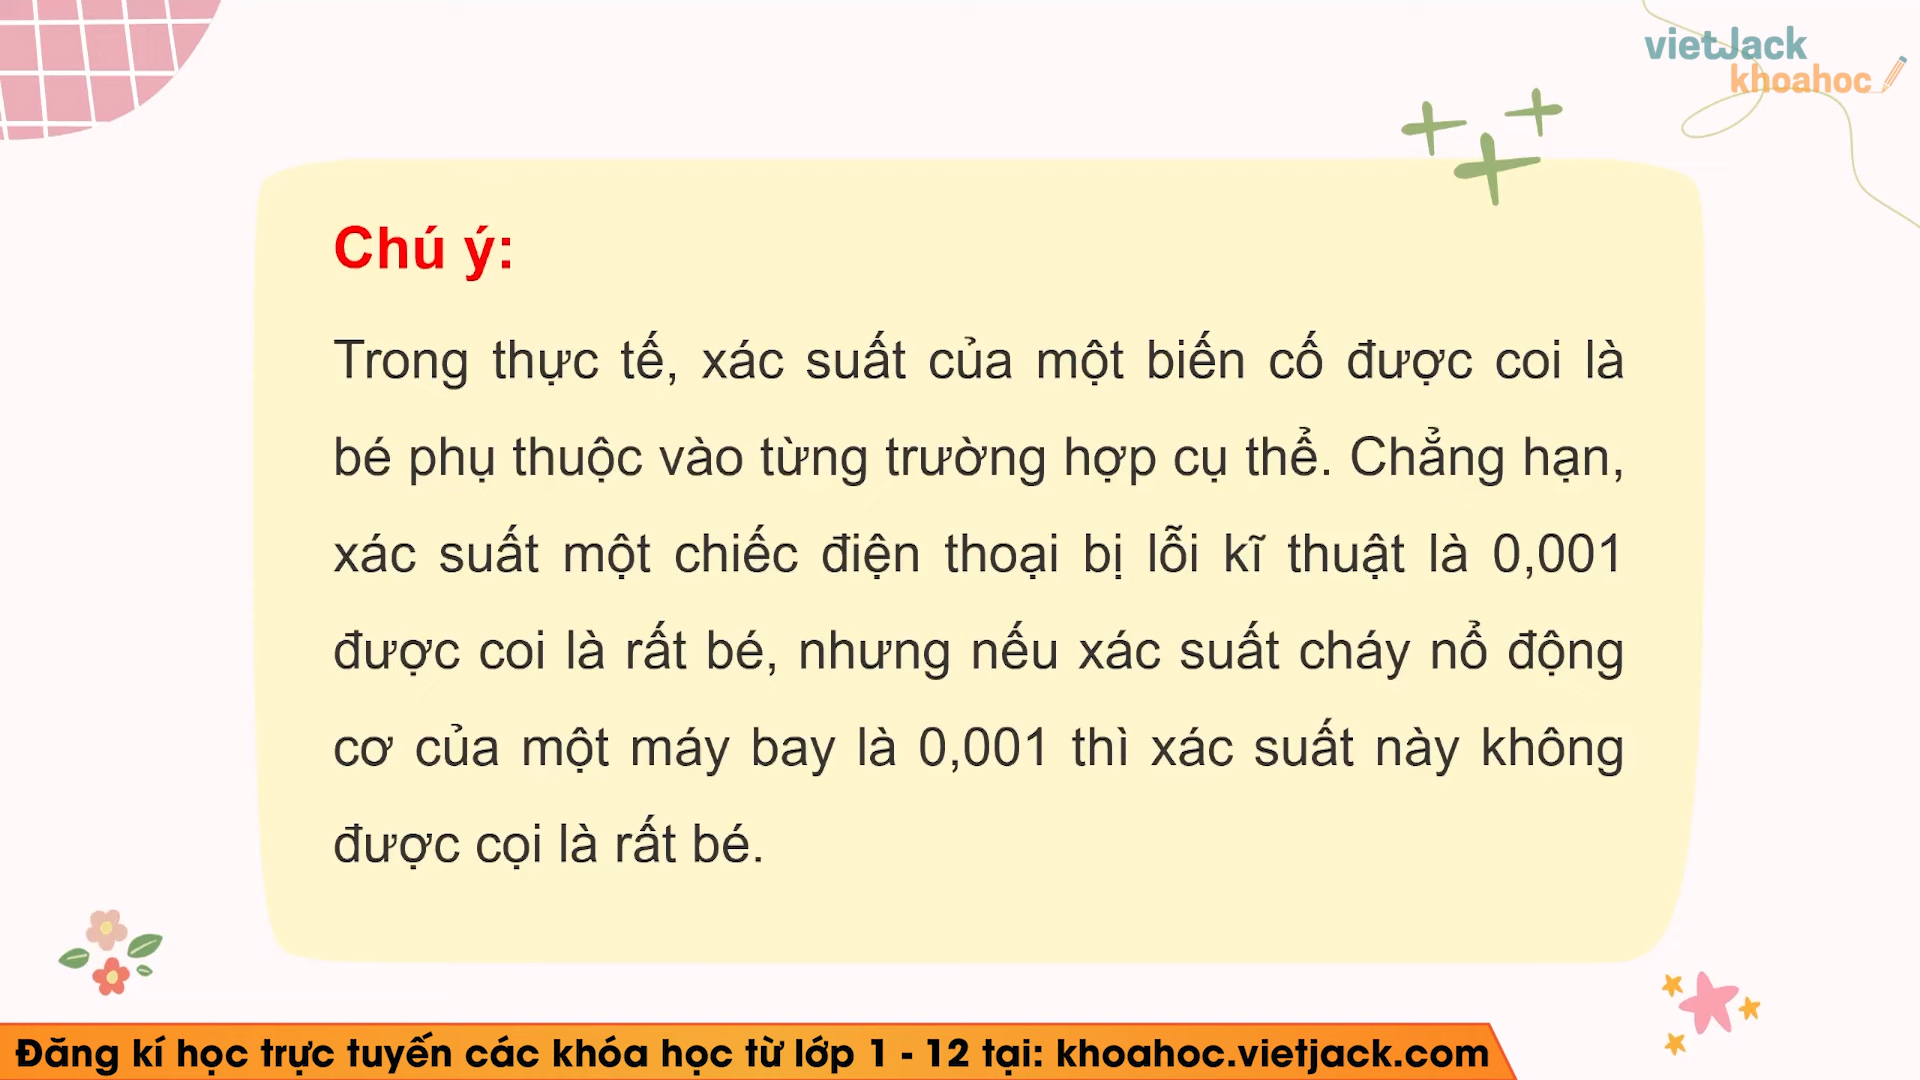 vietJack
khoahoc
Chú ý:
Trong thực tế, xác suất của một biến cố được coi là
bé phụ thuộc vào từng trường hợp cụ thể. Chẳng hạn,
xác suất một chiếc điện thoại bị lỗi kĩ thuật là 0,001
được coi là rất bé, nhưng nếu xác suất cháy nổ động
cơ của một máy bay là 0,001 thì xác suất này không
được cọi là rất bé.
Đăng kí học trực tuyến các khóa học từ lớp 1 - 12 tại: khoahoc.vietjack.com